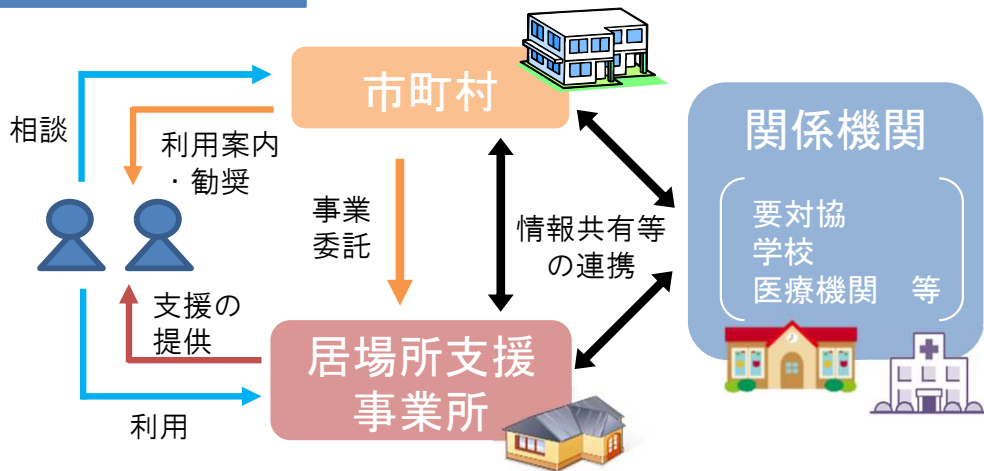 市町村
相談
利用案内
・勧奨
関係機関
要対協
学校
医療機関　等
事業
委託
情報共有等
の連携
支援の
提供
居場所支援
事業所
利用